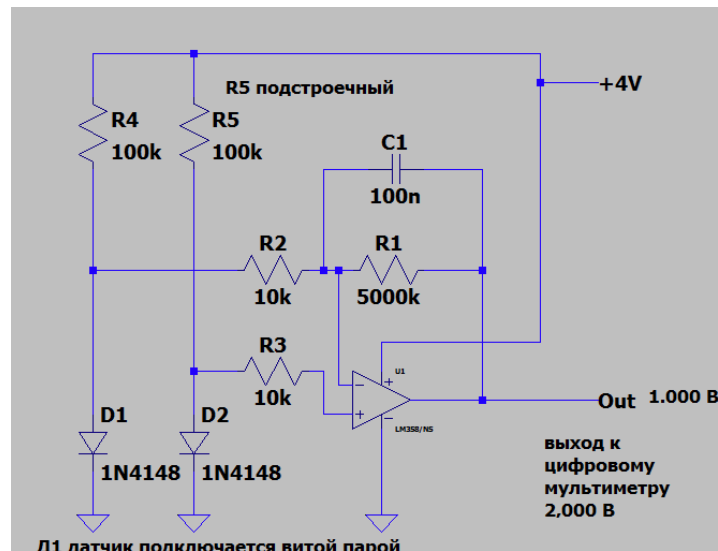 R5 подстроечный
+4V
R4
100k
R5
100k
C1
100n
R2
10k
R1
5000k
R3
10k
U1
LM358/NS
Out 1.000 В
D1
1N4148
D2
1N4148
выход к
цифровому
мультиметру
2,000 В
Д1 датчик подключается витой парой